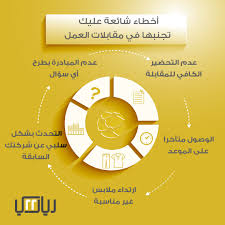 أخطاء شائعة عليك
تجنبها في مقابلات العمل
عدم التحضير
الكافي للمقابلة
عدم المبادرة بطرح
أي سؤال
الوصول متأخرا
على الموعد
التحدث بشكل
سلبي عن شركتك
السابقة
ارتداء ملابس
غير مناسبة